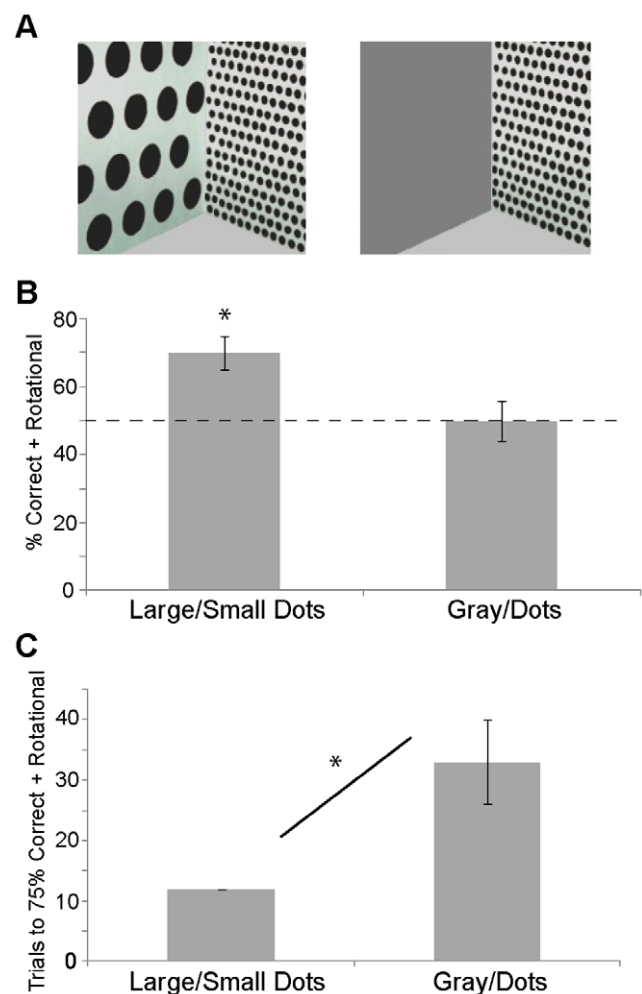 A
B
% Correct + Rotational
80
*
60
40
20
0
Large/Small Dots Gray/Dots
C
Trials to 75% Correct + Rotational
40
*
30
20
10
0
Large/Small Dots Gray/Dots